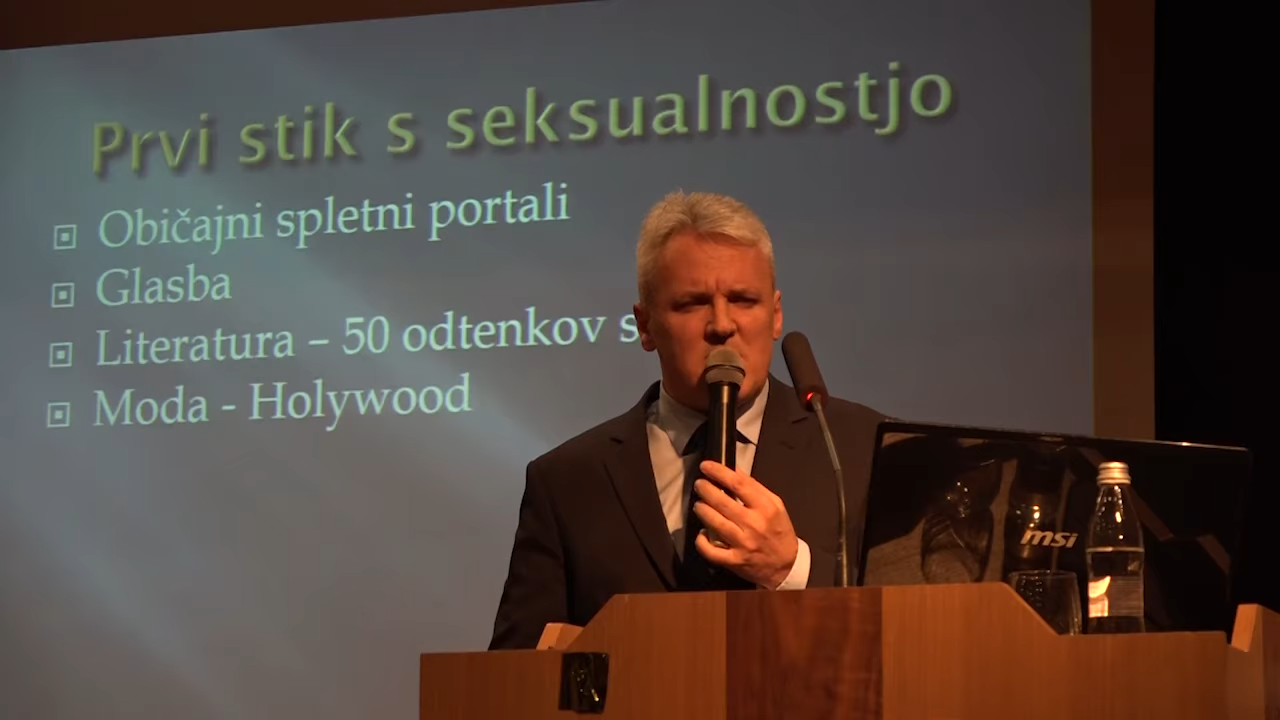 Prvi stik s seksualnostjo
Običajni spletni portali
Glasba
Literatura – 50 odtenkov
Moda - Holywood
msi